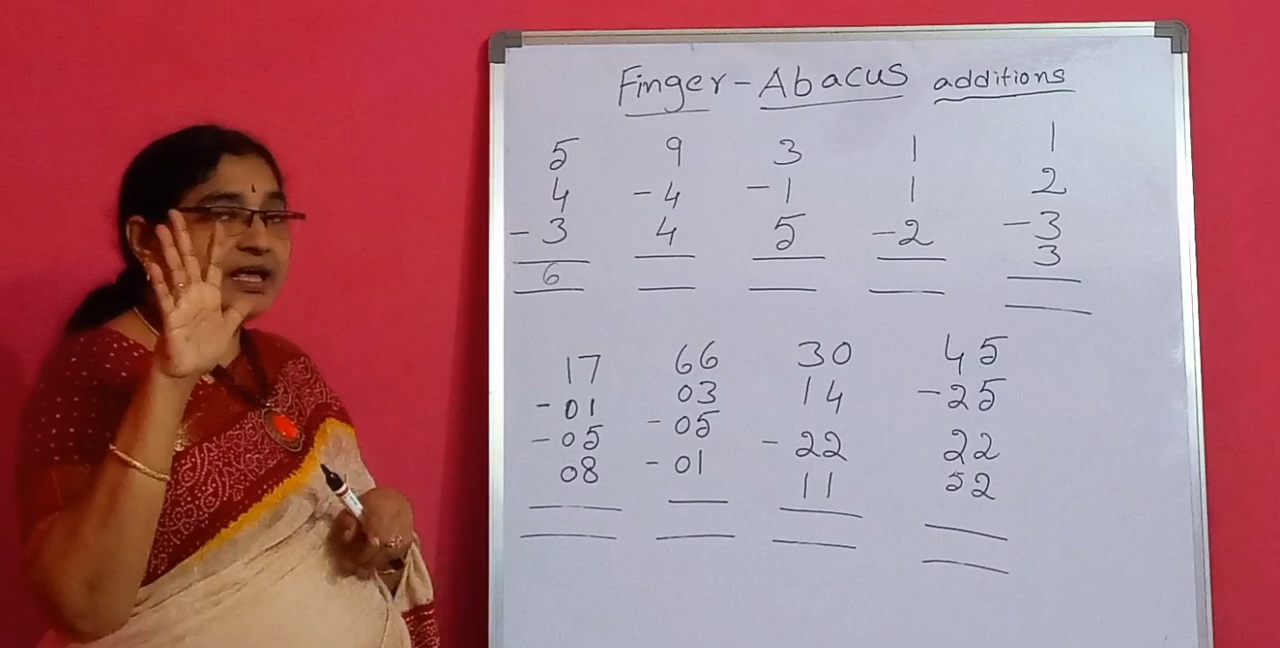 Finger-Abacus additions
5 9 3 1 1
4 -4 -1 1 2
-3 4 5 -2 -3
6 3
17 66 30 45
-01 03 14 -25
-05 -05 -22 22
08 -01 11 52